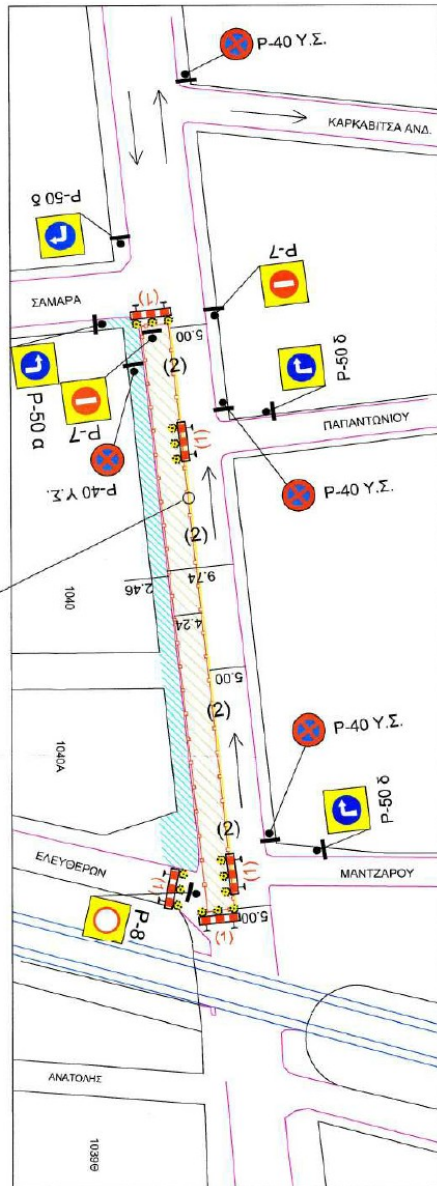 P-40 Υ.Σ.
ΚΑΡΚΑΒΙΤΣΑ ΑΝΔ.
P-50 δ
P-7
ΣΑΜΑΡΑ
(1)
5.00
P-50 δ
(2)
P-50 α
P-7
ΠΑΠΑΝΤΩΝΙΟΥ
(1)
P-40 Υ.Σ.
P-40 Υ.Σ.
(2)
9.74
2.46
1040
4.24
5.00
(2)
P-40 Υ.Σ.
1040Α
P-50 δ
(2)
ΕΛΕΥΘΕΡΩΝ
(1)
(1)
ΜΑΝΤΖΑΡΟΥ
P-8
(1)
5.00
ΑΝΑΤΟΛΗΣ
1039Θ